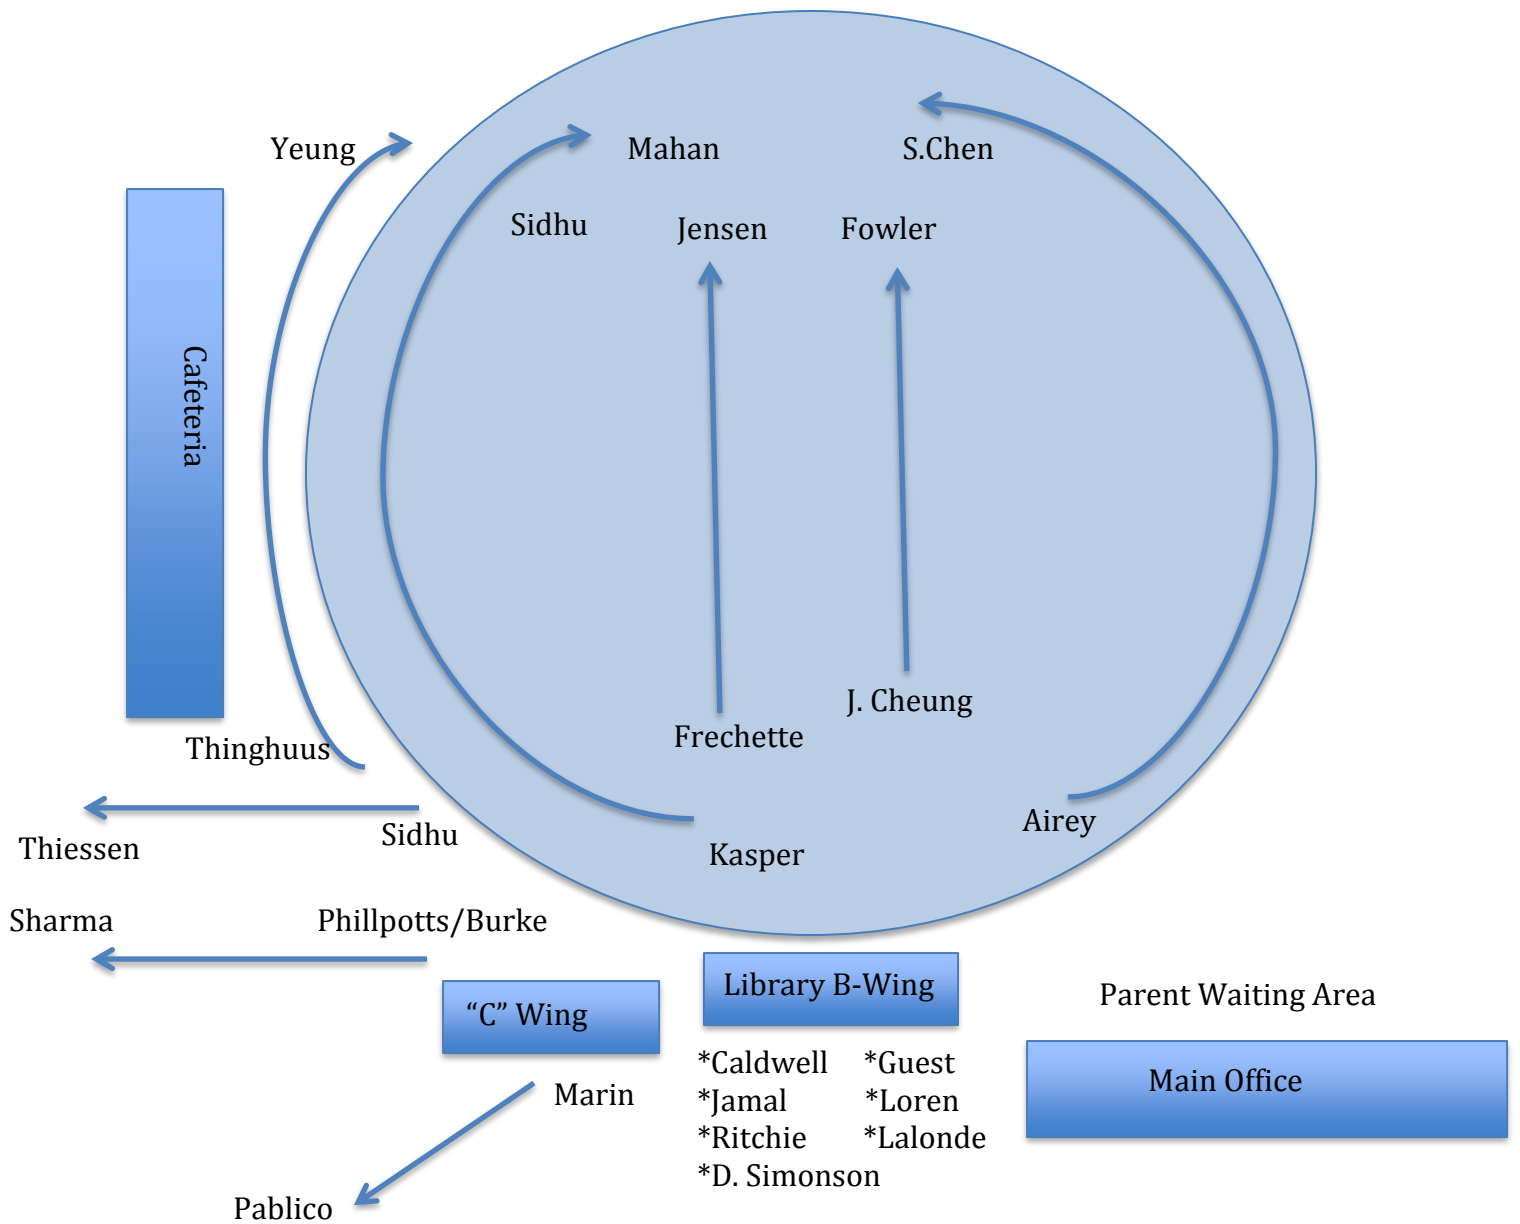 Yeung
Mahan
S.Chen
Sidhu
Jensen
Fowler
Cafeteria
J. Cheung
Frechette
Thinghuus
Airey
Thiessen
Sidhu
Kasper
Sharma
Phillpotts/Burke
Library B-Wing
Parent Waiting Area
“C” Wing
*Caldwell *Guest
Main Office
Marin
*Jamal *Loren
*Ritchie *Lalonde
*D. Simonson
Pablico